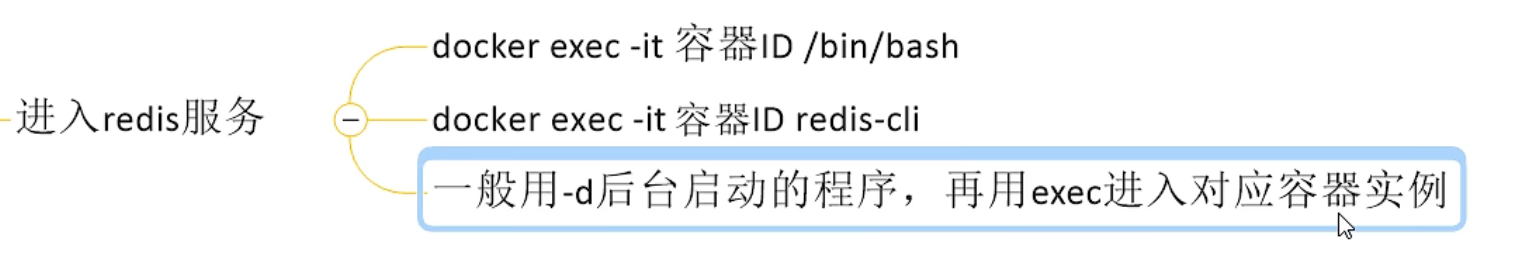 进入redis服务
docker exec -it 容器ID /bin/bash
docker exec -it 容器ID redis-cli
一般用-d后台启动的程序，再用exec进入对应容器实例